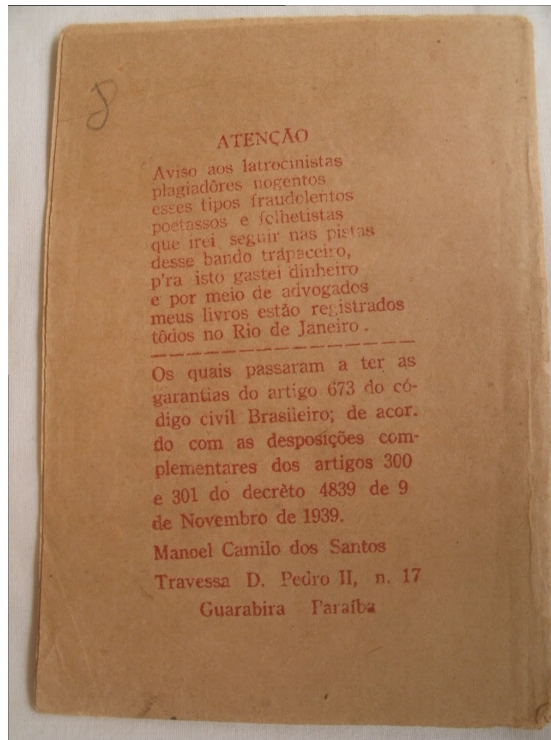 8
ATENÇÃO
Aviso aos latrocinistas
plagiadôres nogentos
esses tipos fraudolentos
poetassos e folhetistas
que irei seguir nas pistas
desse bando trapaceiro,
p'ra isto gastei dinheiro
e por meio de advogados
meus livros estão registrados
tôdos no Rio de Janeiro.
Os quais passaram a ter as
garantias do artigo 673 do có-
digo civil Brasileiro; de acor.
do com as desposições com-
plementares dos artigos 300
e 301 do decrèto 4839 de 9
de Novembro de 1939.
Manoel Camilo dos Santos
Travessa D. Pedro II, n. 17
Guarabira Paraíba